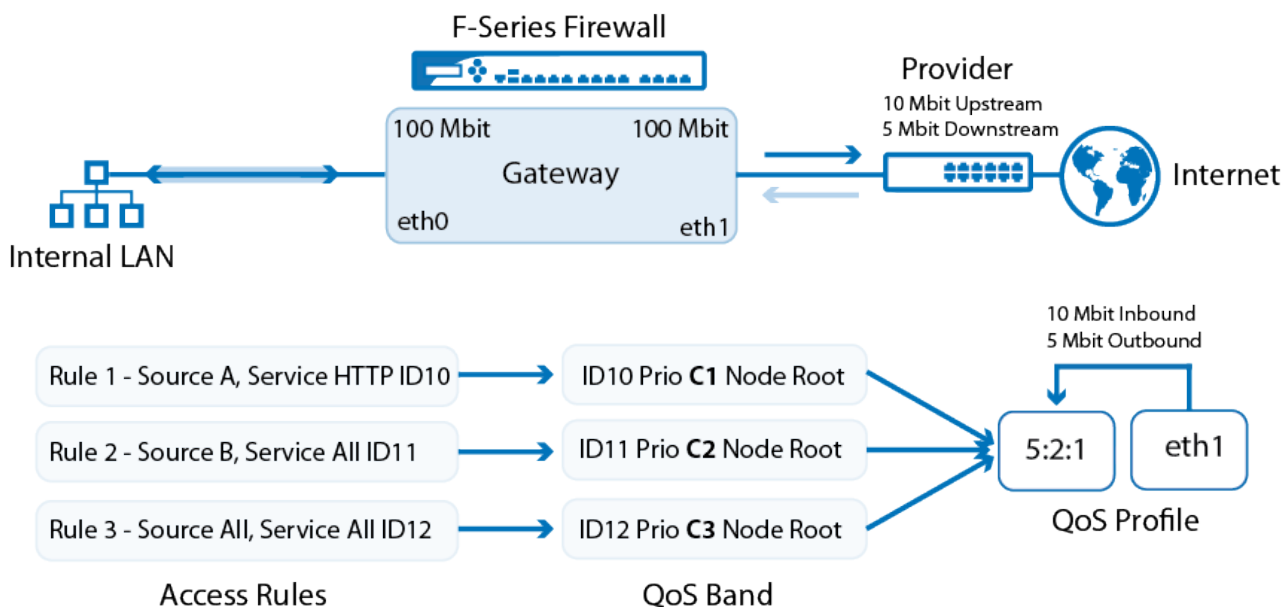 F-Series Firewall
Provider
10 Mbit Upstream
5 Mbit Downstream
100 Mbit
100 Mbit
Gateway
eth0
eth1
Internet
Internal LAN
10 Mbit Inbound
5 Mbit Outbound
Rule 1 - Source A, Service HTTP ID10
ID10 Prio C1 Node Root
Rule 2 - Source B, Service All ID11
ID11 Prio C2 Node Root
5:2:1
eth1
Rule 3 - Source All, Service All ID12
ID12 Prio C3 Node Root
QoS Profile
Access Rules
QoS Band